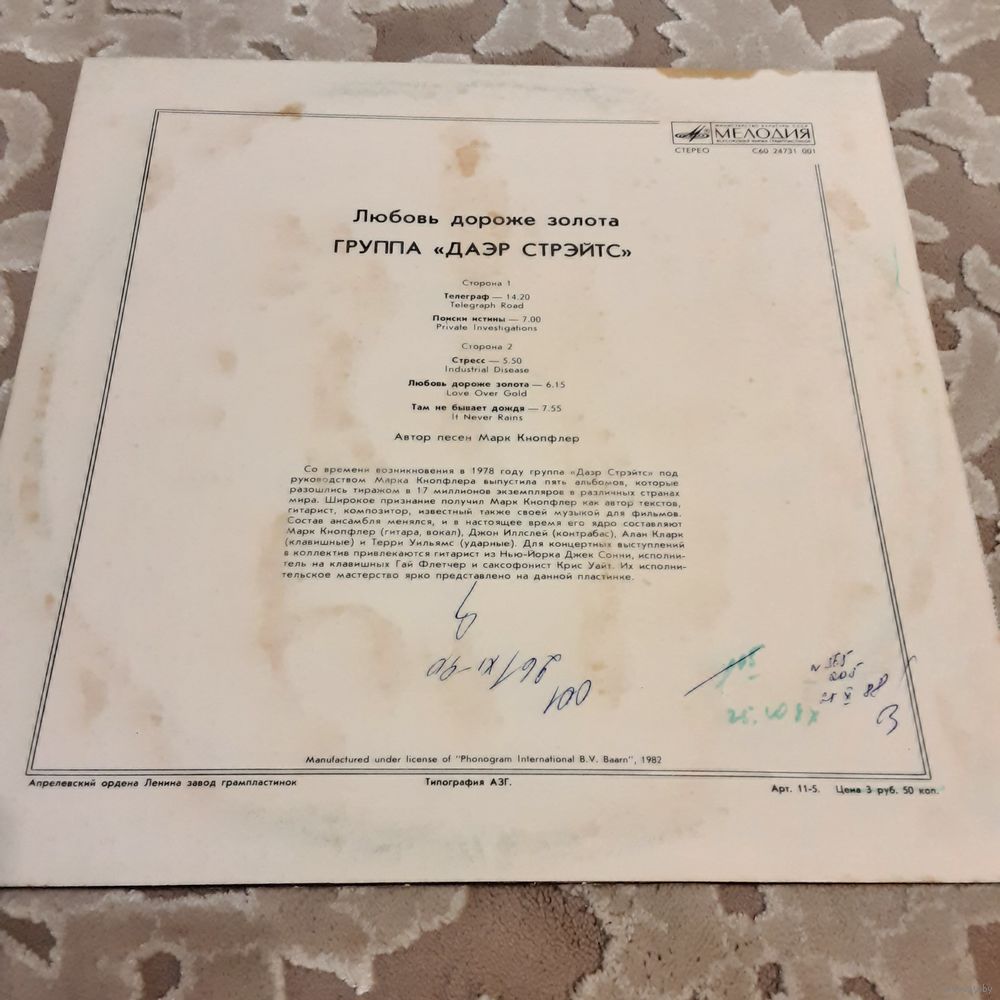 МИНИСТЕРСТВО КУЛЬТУРЫ СССР
МЕЛОДИЯ
ВСЕСОЮЗНАЯ ФИРМА ГРАМПЛАСТИНОК
СТЕРЕО С60 24731 001
Любовь дороже золота
ГРУППА «ДАЭР СТРЭЙТС»
Сторона 1
Телеграф — 14.20
Telegraph Road
Поиски истины — 7.00
Private Investigations
Сторона 2
Стресс — 5.50
Industrial Disease
Любовь дороже золота — 6.15
Love Over Gold
Там не бывает дождя — 7.55
It Never Rains
Автор песен Марк Кнопфлер
Со времени возникновения в 1978 году группа «Даэр Стрэйтс» под
руководством Марка Кнопфлера выпустила пять альбомов, которые
разошлись тиражом в 17 миллионов экземпляров в различных странах
мира. Широкое признание получил Марк Кнопфлер как автор текстов,
гитарист, композитор, известный также своей музыкой для фильмов.
Состав ансамбля менялся, и в настоящее время его ядро составляют
Марк Кнопфлер (гитара, вокал), Джон Иллслей (контрабас), Алан Кларк
(клавишные) и Терри Уильямс (ударные). Для концертных выступлений
в коллектив привлекаются гитарист из Нью-Йорка Джек Сонни, исполни-
тель на клавишных Гай Флетчер и саксофонист Крис Уайт. Их исполни-
тельское мастерство ярко представлено на данной пластинке.
001
Manufactured under license of "Phonogram International B.V. Baarn", 1982
Апрелевский ордена Ленина завод грампластинок Типография АЗГ. Арт. 11-5. Цена 3 руб. 50 коп.